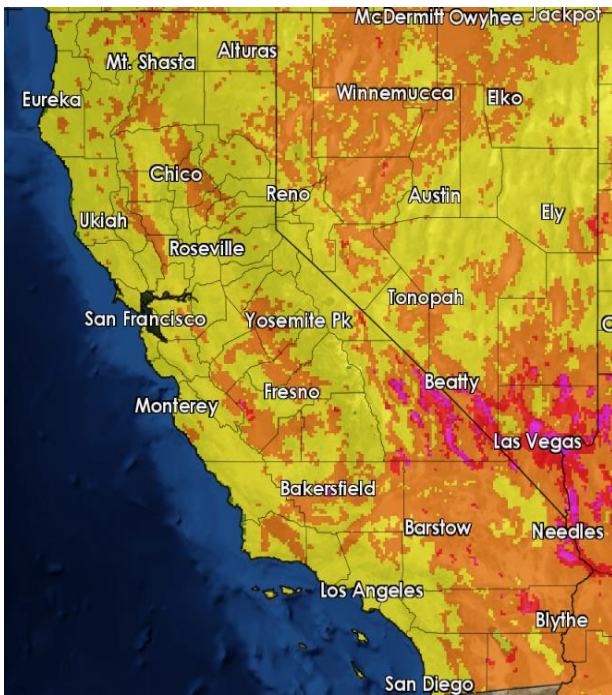 McDermitt Owyhee Jackpot
Alturas
Mt. Shasta
Eureka
Winnemucca
Elko
Chico
Reno
Austin
Ely
Ukiah
Roseville
Tonopah
San Francisco
Yosemite Pk
Beatty
Fresno
Monterey
Las Vegas
Bakersfield
Barstow
Needles
Los Angeles
Blythe
San Diego